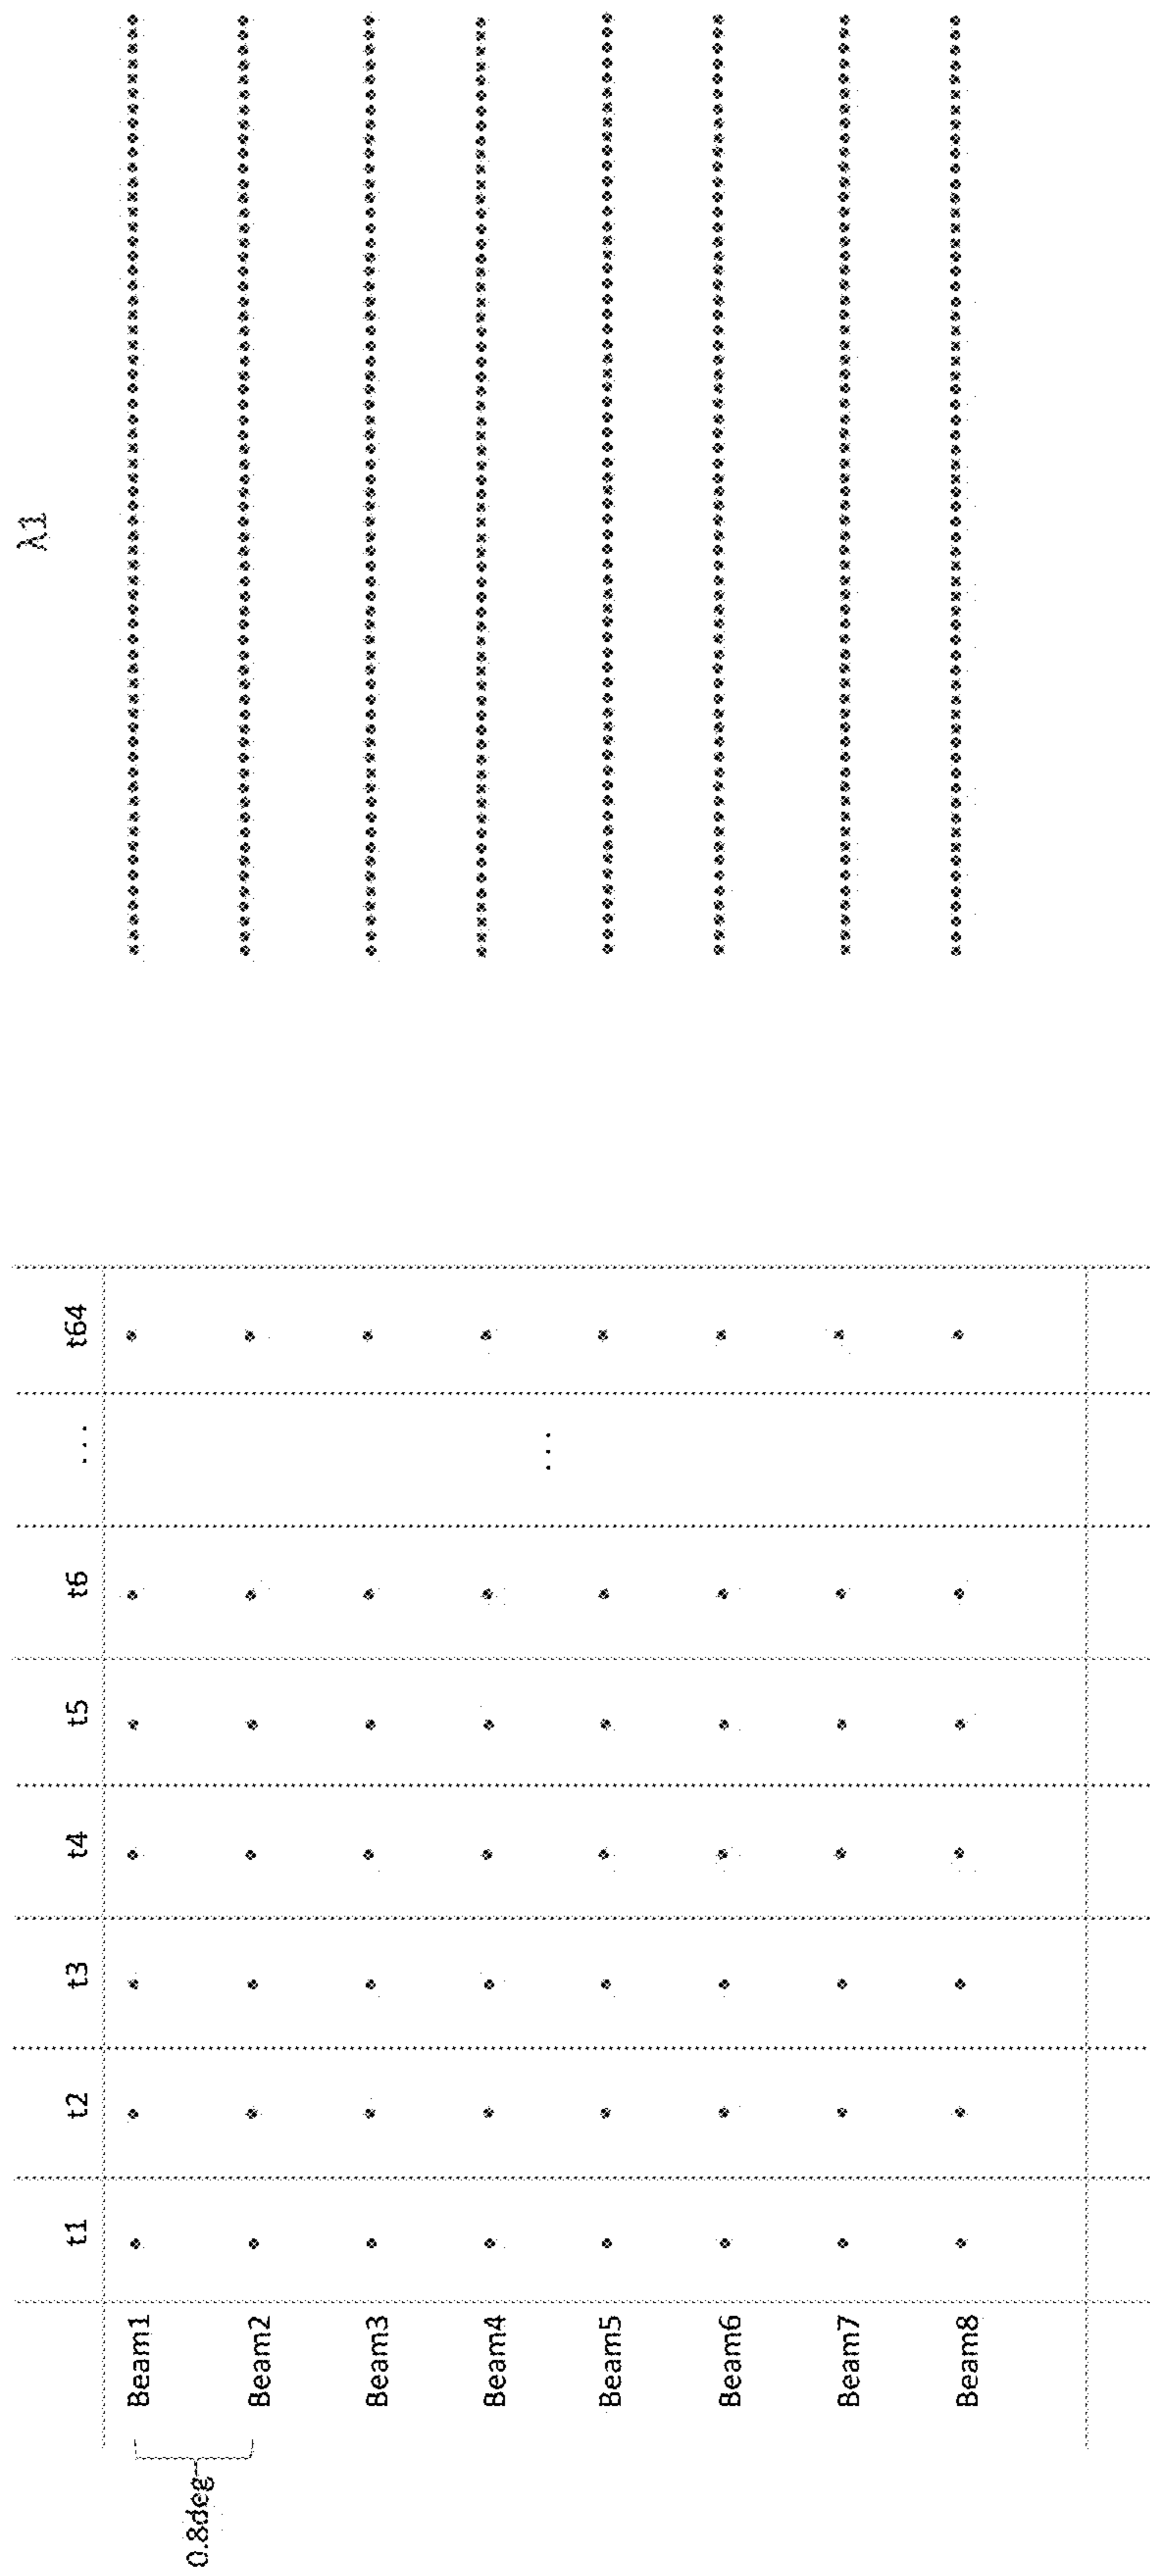 λ1
t1 t2 t3 t4 t5 t6 ... t64
0.8deg
Beam1
Beam2
Beam3
Beam4 ...
Beam5
Beam6
Beam7
Beam8